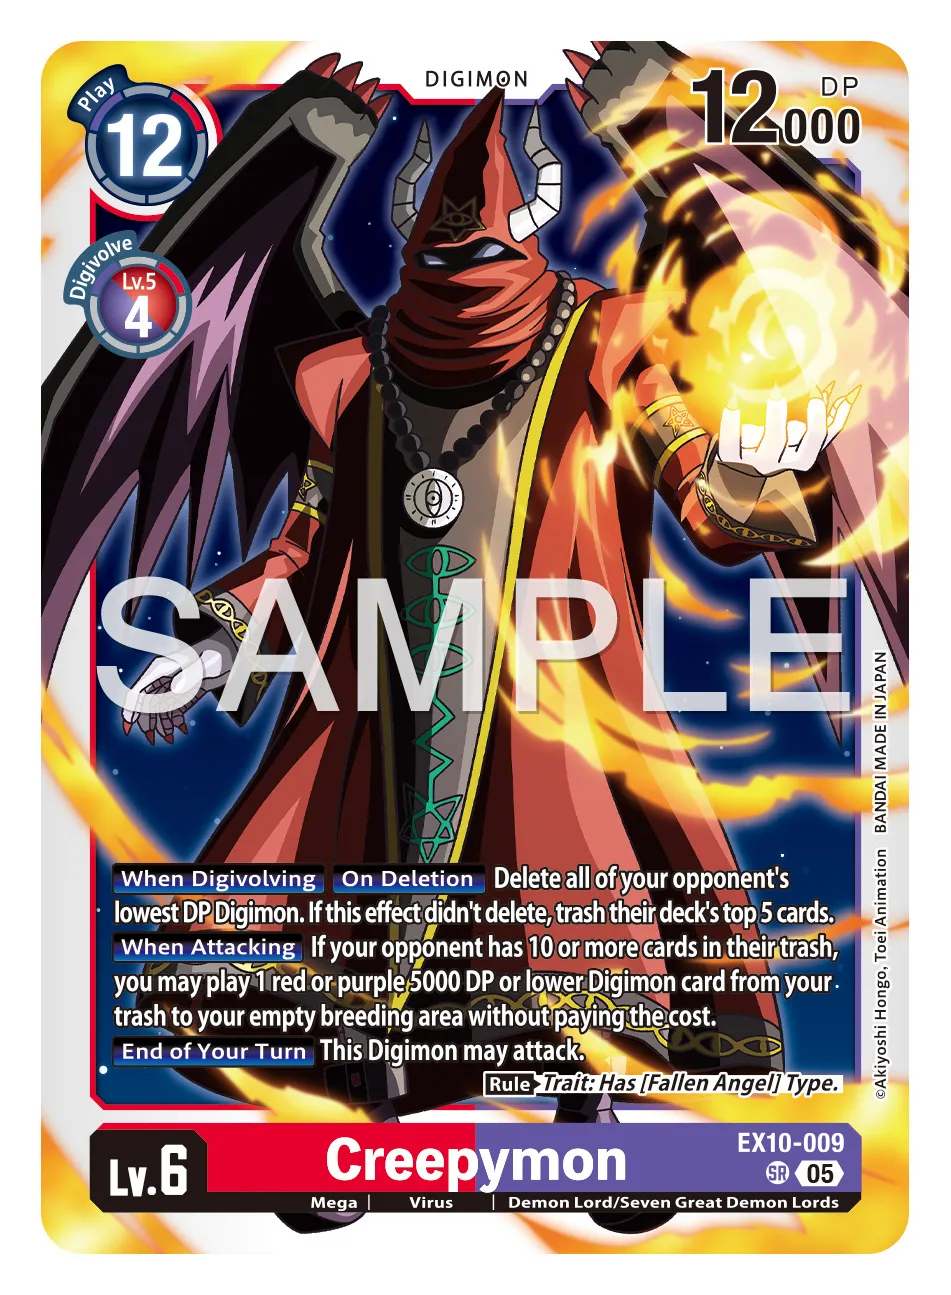 DIGIMON
Play
12
DP
12000
Digivolve
Lv.5
4
SAMPLE
When Digivolving On Deletion Delete all of your opponent's
lowest DP Digimon. If this effect didn't delete, trash their deck's top 5 cards.
When Attacking If your opponent has 10 or more cards in their trash,
you may play 1 red or purple 5000 DP or lower Digimon card from your
trash to your empty breeding area without paying the cost.
End of Your Turn This Digimon may attack.
Rule Trait: Has [Fallen Angel] Type.
©Akiyoshi Hongo, Toei Animation BANDAI MADE IN JAPAN
Lv.6
Creepymon
EX10-009
SR 05
Mega | Virus | Demon Lord/Seven Great Demon Lords